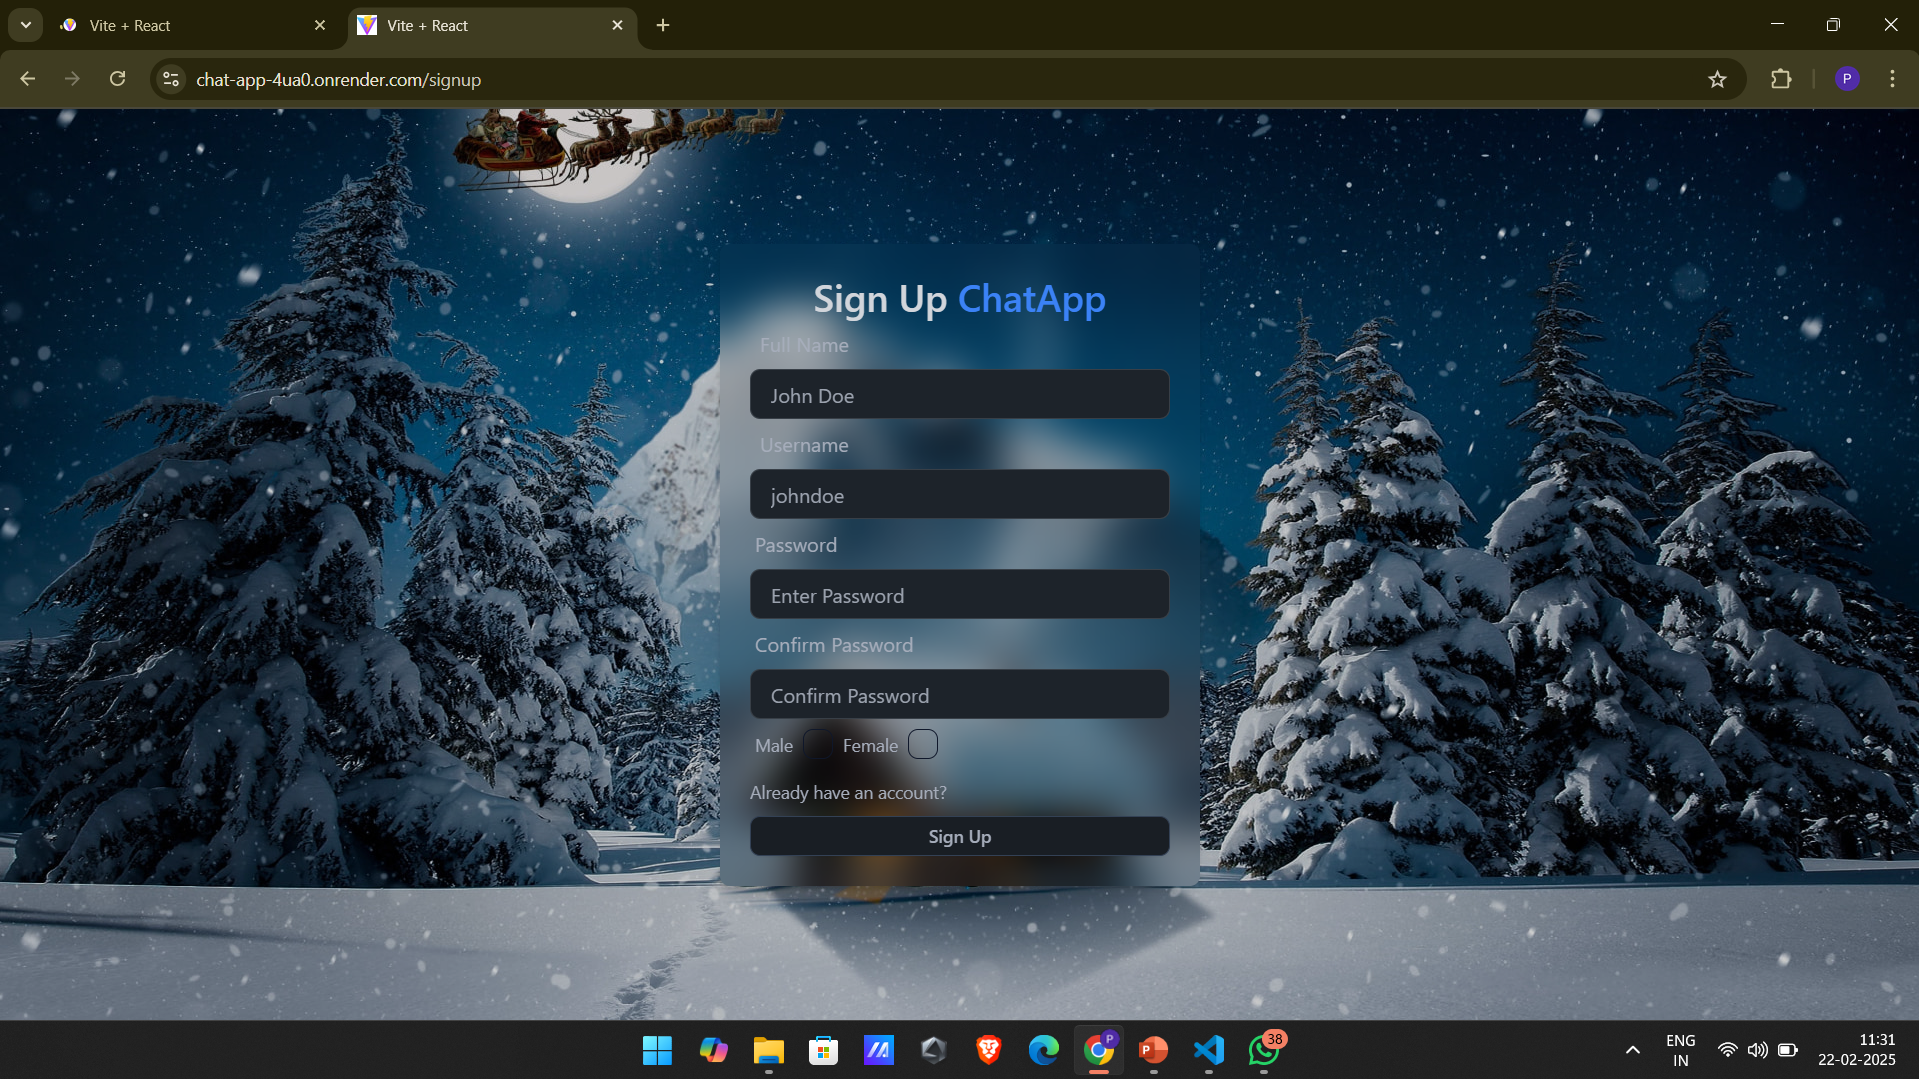 Vite + React
Vite + React
chat-app-4ua0.onrender.com/signup
P
Sign Up ChatApp
Full Name
John Doe
Username
johndoe
Password
Enter Password
Confirm Password
Confirm Password
Male Female
Already have an account?
Sign Up
P
P
38
ENG
IN
11:31
22-02-2025